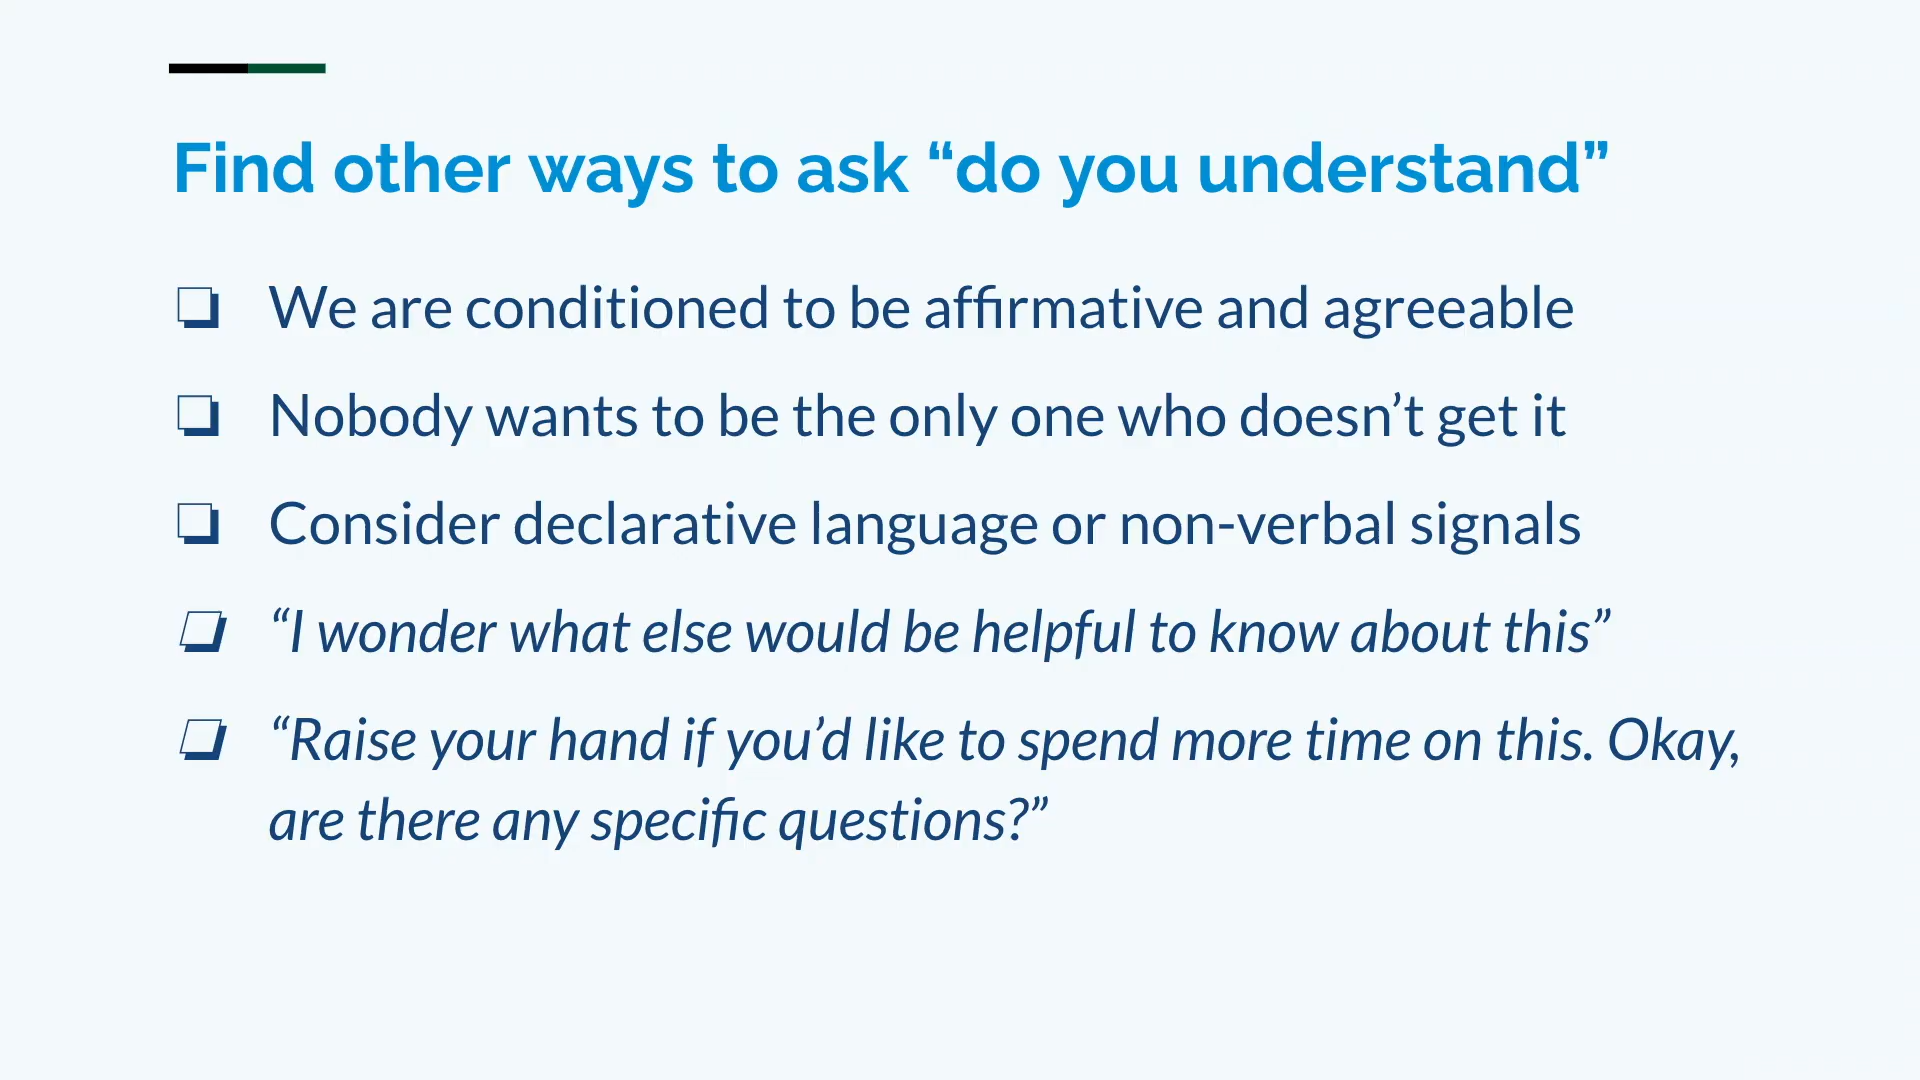 Find other ways to ask “do you understand”
❏ We are conditioned to be affirmative and agreeable
❏ Nobody wants to be the only one who doesn’t get it
❏ Consider declarative language or non-verbal signals
❏ “I wonder what else would be helpful to know about this”
❏ “Raise your hand if you’d like to spend more time on this. Okay,
are there any specific questions?”